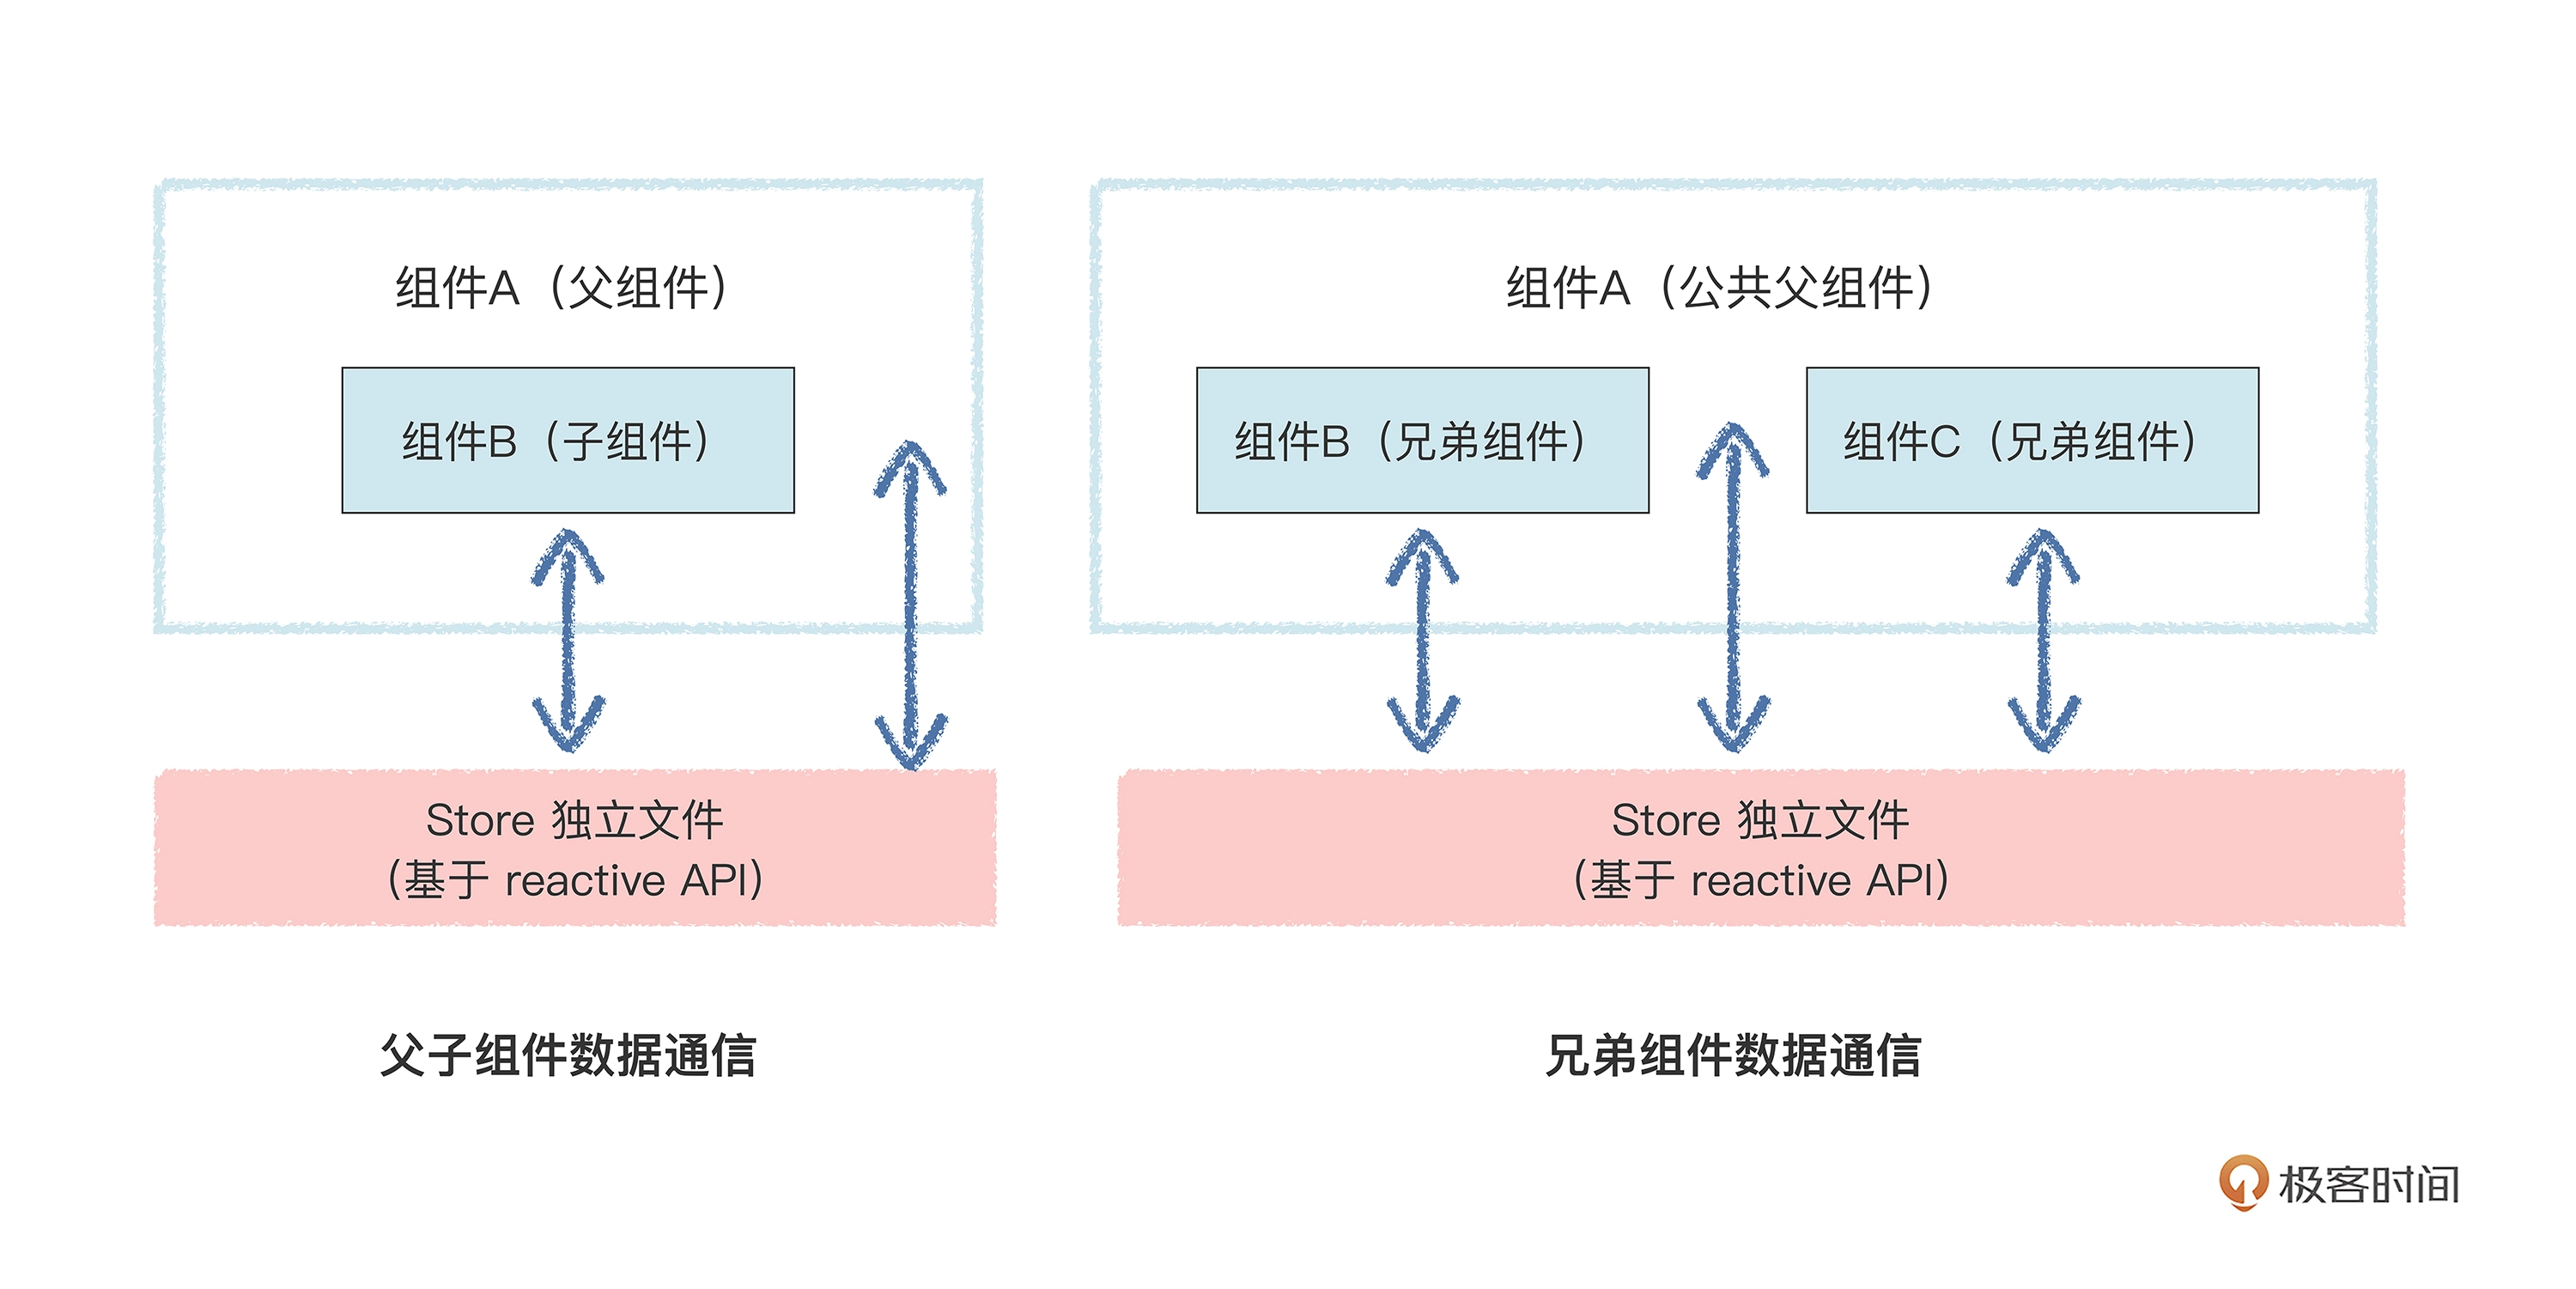 组件A（父组件）
组件B（子组件）
Store 独立文件
（基于 reactive API）
父子组件数据通信
组件A（公共父组件）
组件B（兄弟组件）
组件C（兄弟组件）
Store 独立文件
（基于 reactive API）
兄弟组件数据通信
极客时间